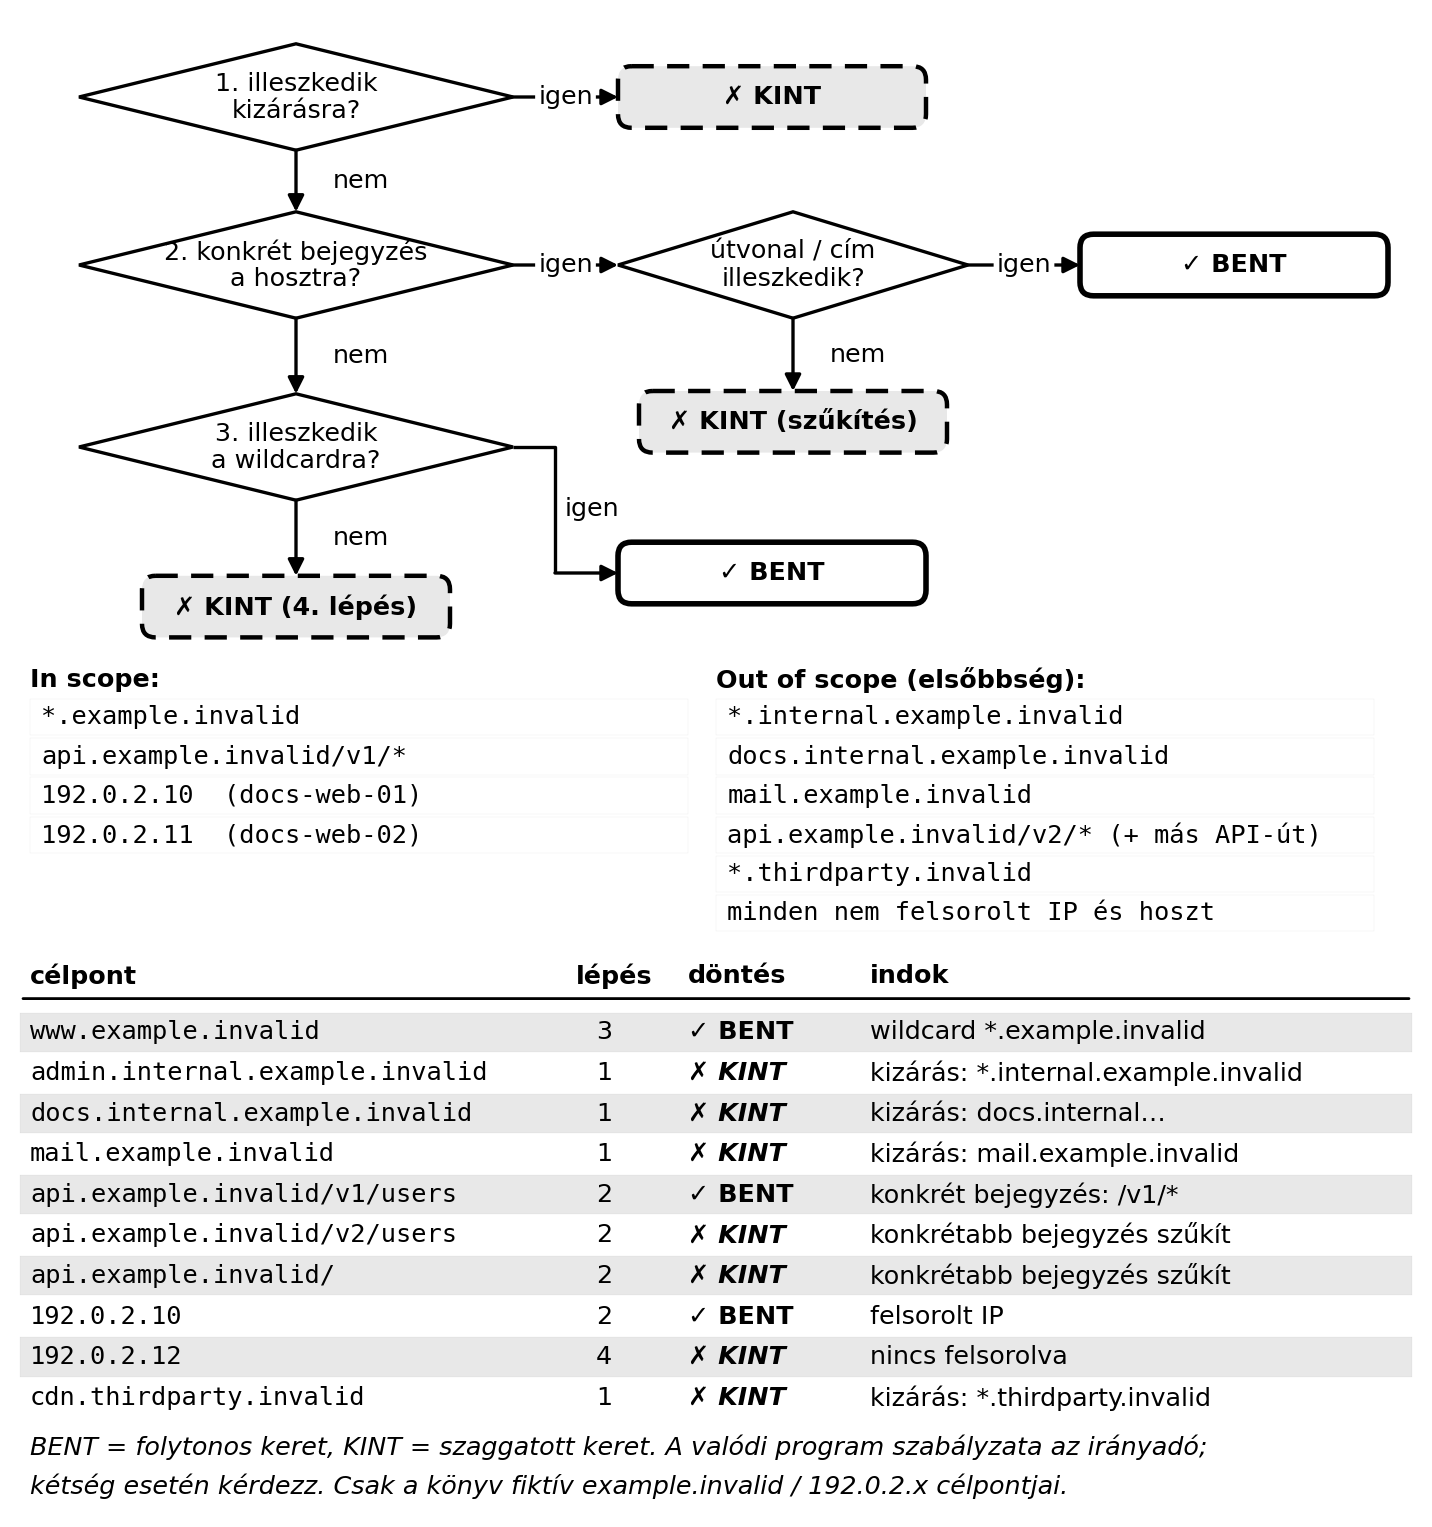 1. illeszkedik
kizárásra?
igen
✗ KINT
nem
2. konkrét bejegyzés
a hosztra?
igen
útvonal / cím
illeszkedik?
igen
✓ BENT
nem
nem
✗ KINT (szűkítés)
3. illeszkedik
a wildcardra?
igen
nem
✓ BENT
✗ KINT (4. lépés)
In scope:
*.example.invalid
api.example.invalid/v1/*
192.0.2.10  (docs-web-01)
192.0.2.11  (docs-web-02)
Out of scope (elsőbbség):
*.internal.example.invalid
docs.internal.example.invalid
mail.example.invalid
api.example.invalid/v2/* (+ más API-út)
*.thirdparty.invalid
minden nem felsorolt IP és hoszt
célpont lépés döntés indok
www.example.invalid 3 ✓ BENT wildcard *.example.invalid
admin.internal.example.invalid 1 ✗ KINT kizárás: *.internal.example.invalid
docs.internal.example.invalid 1 ✗ KINT kizárás: docs.internal…
mail.example.invalid 1 ✗ KINT kizárás: mail.example.invalid
api.example.invalid/v1/users 2 ✓ BENT konkrét bejegyzés: /v1/*
api.example.invalid/v2/users 2 ✗ KINT konkrétabb bejegyzés szűkít
api.example.invalid/ 2 ✗ KINT konkrétabb bejegyzés szűkít
192.0.2.10 2 ✓ BENT felsorolt IP
192.0.2.12 4 ✗ KINT nincs felsorolva
cdn.thirdparty.invalid 1 ✗ KINT kizárás: *.thirdparty.invalid
BENT = folytonos keret, KINT = szaggatott keret. A valódi program szabályzata az irányadó;
kétség esetén kérdezz. Csak a könyv fiktív example.invalid / 192.0.2.x célpontjai.